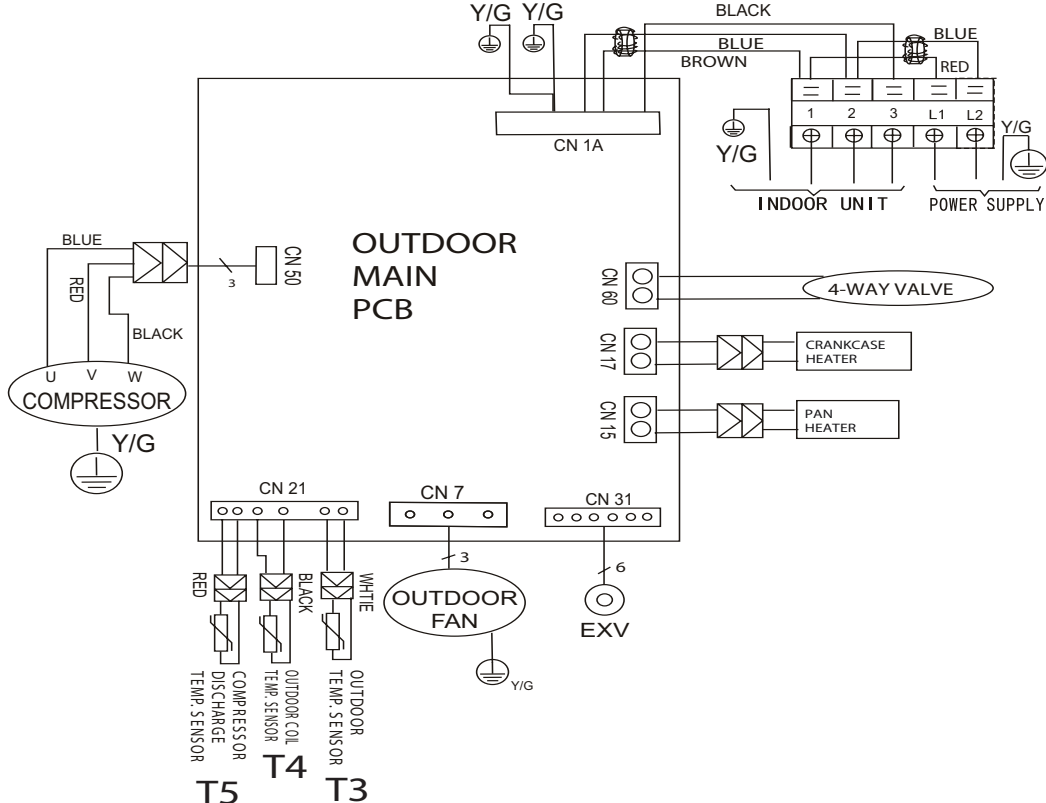 Y/G
Y/G
BLACK
BLUE
BROWN
BLUE
RED
1 2 3 L1 L2
Y/G
Y/G
CN 1A
INDOOR UNIT
POWER SUPPLY
OUTDOOR
MAIN
PCB
BLUE
RED
BLACK
3
CN 50
U V W
COMPRESSOR
Y/G
CN 60
4-WAY VALVE
CN 17
CRANKCASE
HEATER
CN 15
PAN
HEATER
CN 21
CN 7
CN 31
RED
BLACK
WHTIE
3
OUTDOOR
FAN
Y/G
6
EXV
COMPRESSOR
DISCHARGE
TEMP. SENSOR
T5
OUTDOOR COIL
TEMP. SENSOR
T4
OUTDOOR
TEMP. SENSOR
T3